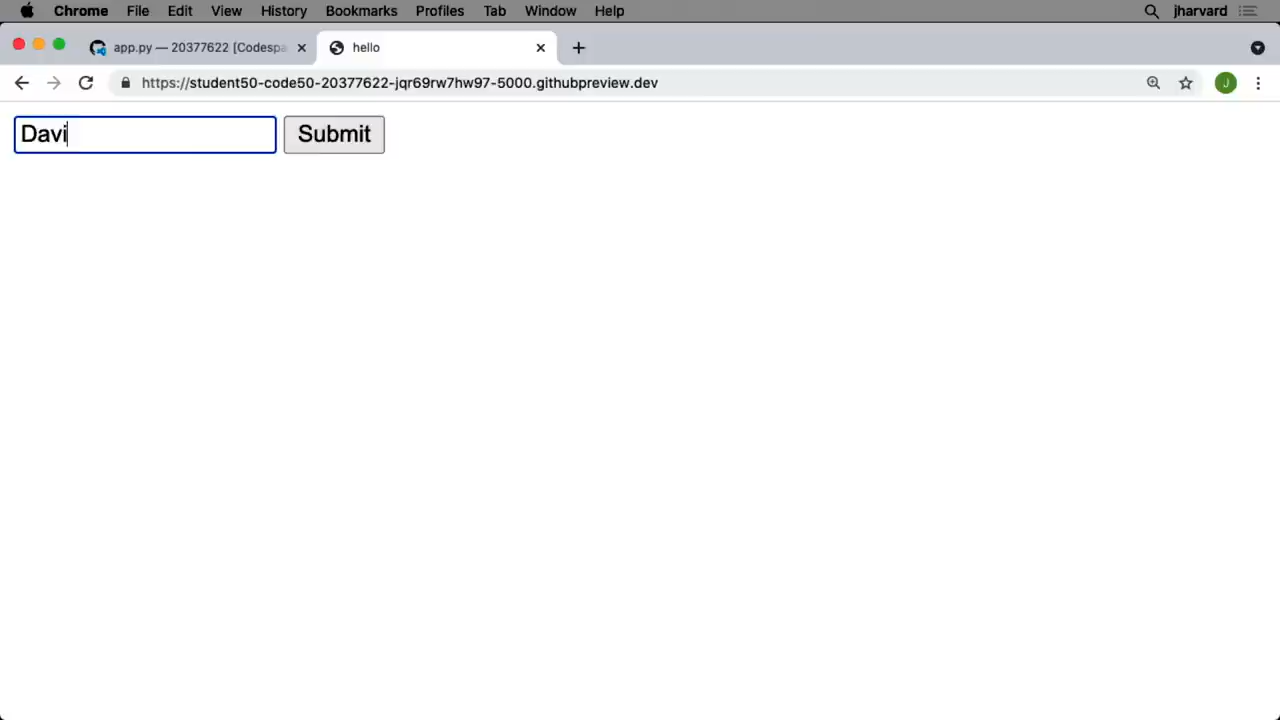 Chrome File Edit View History Bookmarks Profiles Tab Window Help jharvard
app.py — 20377622 [Codespa hello
https://student50-code50-20377622-jqr69rw7hw97-5000.githubpreview.dev J
Davi Submit